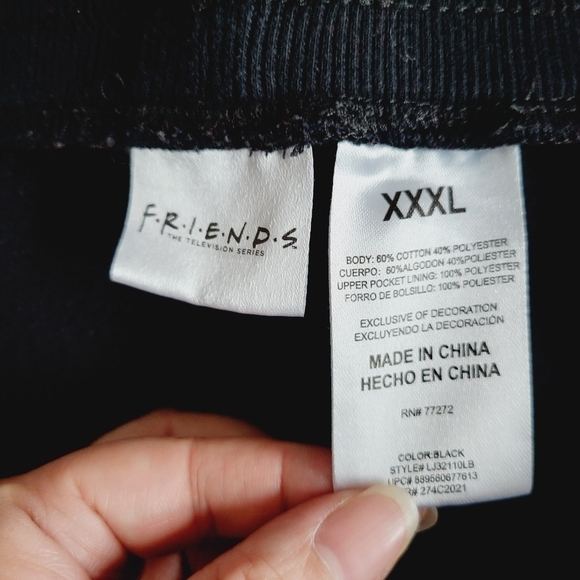 F·R·I·E·N·D·S
THE TELEVISION SERIES
XXXL
BODY: 60% COTTON 40% POLYESTER
CUERPO: 60%ALGODON 40%POLIESTER
UPPER POCKET LINING: 100% POLYESTER
FORRO DE BOLSILLO: 100% POLIESTER
EXCLUSIVE OF DECORATION
EXCLUYENDO LA DECORACIÓN
MADE IN CHINA
HECHO EN CHINA
RN# 77272
COLOR:BLACK
STYLE# LJ32110LB
UPC# 889560677613
274C2021